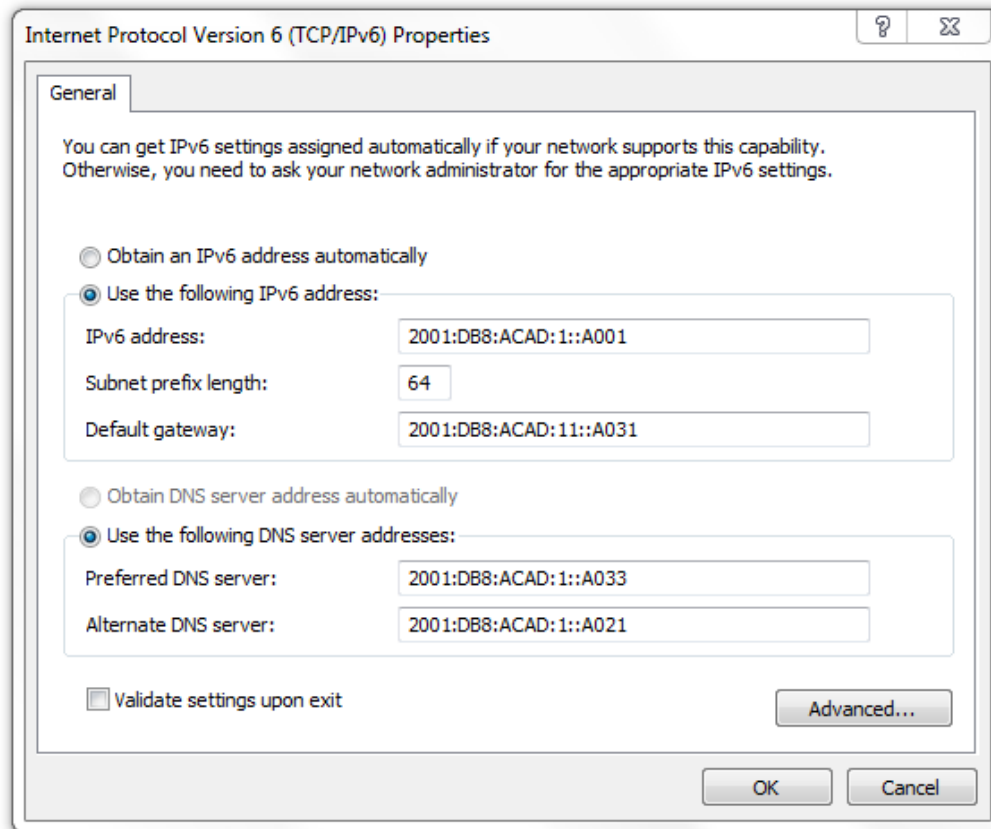 Internet Protocol Version 6 (TCP/IPv6) Properties
General
You can get IPv6 settings assigned automatically if your network supports this capability.
Otherwise, you need to ask your network administrator for the appropriate IPv6 settings.
Obtain an IPv6 address automatically
Use the following IPv6 address:
IPv6 address: 2001:DB8:ACAD:1::A001
Subnet prefix length: 64
Default gateway: 2001:DB8:ACAD:11::A031
Obtain DNS server address automatically
Use the following DNS server addresses:
Preferred DNS server: 2001:DB8:ACAD:1::A033
Alternate DNS server: 2001:DB8:ACAD:1::A021
Validate settings upon exit
Advanced...
OK Cancel